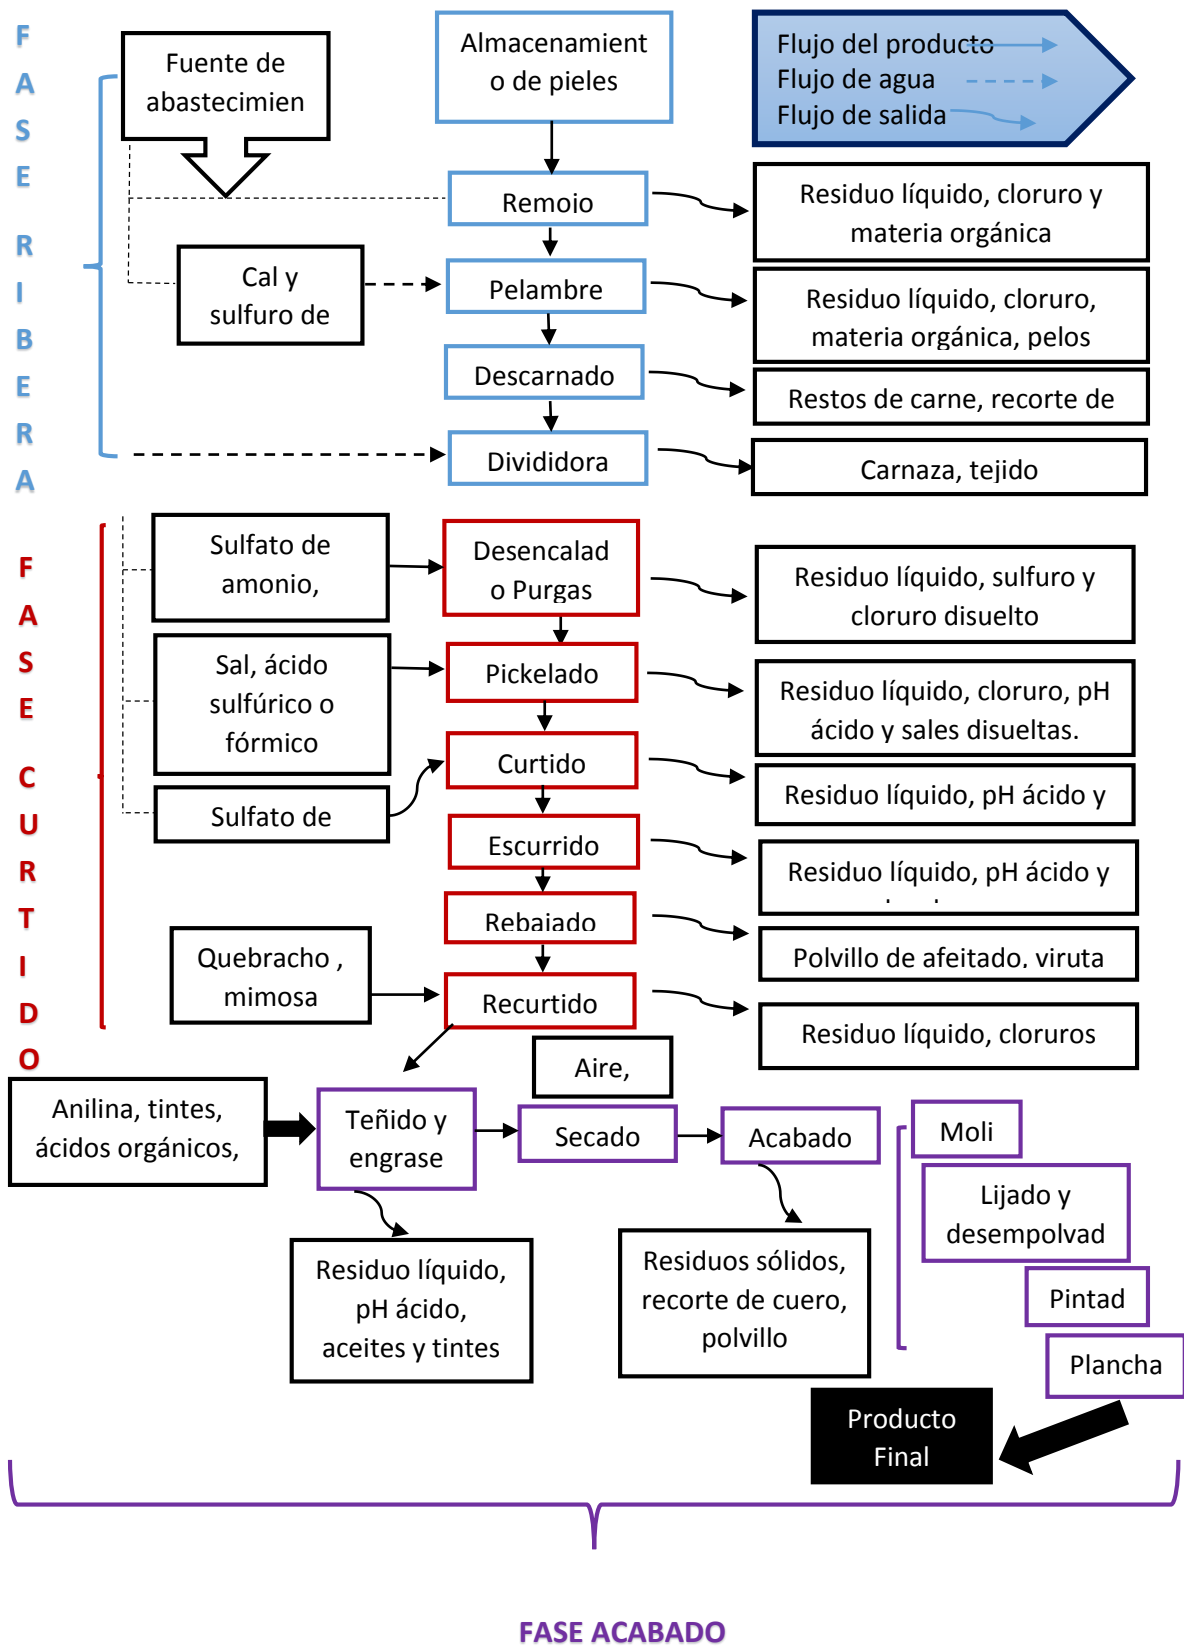 FASE RIBERA
Fuente de
abastecimien
Almacenamient
o de pieles
Flujo del producto
Flujo de agua
Flujo de salida
Remojo
Residuo líquido, cloruro y
materia orgánica
Cal y
sulfuro de
Pelambre
Residuo líquido, cloruro,
materia orgánica, pelos
Descarnado
Restos de carne, recorte de
Divididora
Carnaza, tejido
FASE CURTIDO
Sulfato de
amonio,
Desencalad
o Purgas
Residuo líquido, sulfuro y
cloruro disuelto
Sal, ácido
sulfúrico o
fórmico
Pickelado
Residuo líquido, cloruro, pH
ácido y sales disueltas.
Sulfato de
Curtido
Residuo líquido, pH ácido y
Escurrido
Residuo líquido, pH ácido y
Rebajado
Polvillo de afeitado, viruta
Quebracho ,
mimosa
Recurtido
Residuo líquido, cloruros
Aire,
Anilina, tintes,
ácidos orgánicos,
Teñido y
engrase
Secado
Acabado
Moli
Lijado y
desempolvad
Pintad
Plancha
Residuo líquido,
pH ácido,
aceites y tintes
Residuos sólidos,
recorte de cuero,
polvillo
Producto
Final
FASE ACABADO